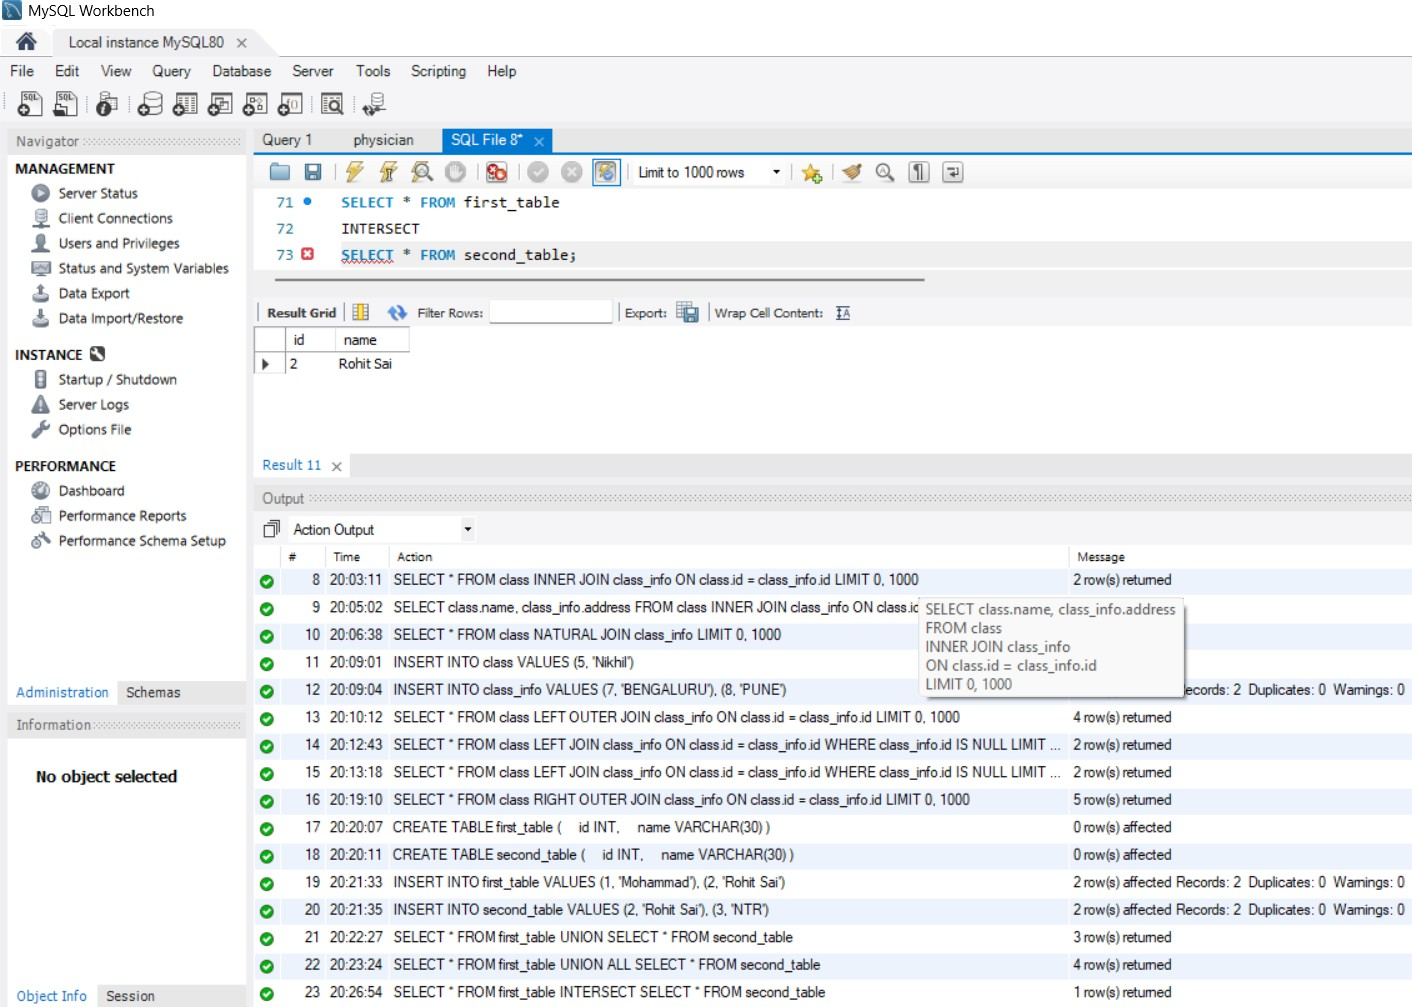 MySQL Workbench
Local instance MySQL80
File Edit View Query Database Server Tools Scripting Help
Navigator
MANAGEMENT
Server Status
Client Connections
Users and Privileges
Status and System Variables
Data Export
Data Import/Restore
INSTANCE
Startup / Shutdown
Server Logs
Options File
PERFORMANCE
Dashboard
Performance Reports
Performance Schema Setup
Administration Schemas
Information
No object selected
Object Info Session
Query 1 physician SQL File 8*
Limit to 1000 rows
71 SELECT * FROM first_table
72 INTERSECT
73 SELECT * FROM second_table;
Result Grid Filter Rows: Export: Wrap Cell Content:
id name
2 Rohit Sai
Result 11
Output
Action Output
# Time Action Message
8 20:03:11 SELECT * FROM class INNER JOIN class_info ON class.id = class_info.id LIMIT 0, 1000 2 row(s) returned
9 20:05:02 SELECT class.name, class_info.address FROM class INNER JOIN class_info ON class.id
10 20:06:38 SELECT * FROM class NATURAL JOIN class_info LIMIT 0, 1000
11 20:09:01 INSERT INTO class VALUES (5, 'Nikhil')
12 20:09:04 INSERT INTO class_info VALUES (7, 'BENGALURU'), (8, 'PUNE') Records: 2 Duplicates: 0 Warnings: 0
SELECT class.name, class_info.address
FROM class
INNER JOIN class_info
ON class.id = class_info.id
LIMIT 0, 1000
13 20:10:12 SELECT * FROM class LEFT OUTER JOIN class_info ON class.id = class_info.id LIMIT 0, 1000 4 row(s) returned
14 20:12:43 SELECT * FROM class LEFT JOIN class_info ON class.id = class_info.id WHERE class_info.id IS NULL LIMIT ... 2 row(s) returned
15 20:13:18 SELECT * FROM class LEFT JOIN class_info ON class.id = class_info.id WHERE class_info.id IS NULL LIMIT ... 2 row(s) returned
16 20:19:10 SELECT * FROM class RIGHT OUTER JOIN class_info ON class.id = class_info.id LIMIT 0, 1000 5 row(s) returned
17 20:20:07 CREATE TABLE first_table ( id INT, name VARCHAR(30) ) 0 row(s) affected
18 20:20:11 CREATE TABLE second_table ( id INT, name VARCHAR(30) ) 0 row(s) affected
19 20:21:33 INSERT INTO first_table VALUES (1, 'Mohammad'), (2, 'Rohit Sai') 2 row(s) affected Records: 2 Duplicates: 0 Warnings: 0
20 20:21:35 INSERT INTO second_table VALUES (2, 'Rohit Sai'), (3, 'NTR') 2 row(s) affected Records: 2 Duplicates: 0 Warnings: 0
21 20:22:27 SELECT * FROM first_table UNION SELECT * FROM second_table 3 row(s) returned
22 20:23:24 SELECT * FROM first_table UNION ALL SELECT * FROM second_table 4 row(s) returned
23 20:26:54 SELECT * FROM first_table INTERSECT SELECT * FROM second_table 1 row(s) returned